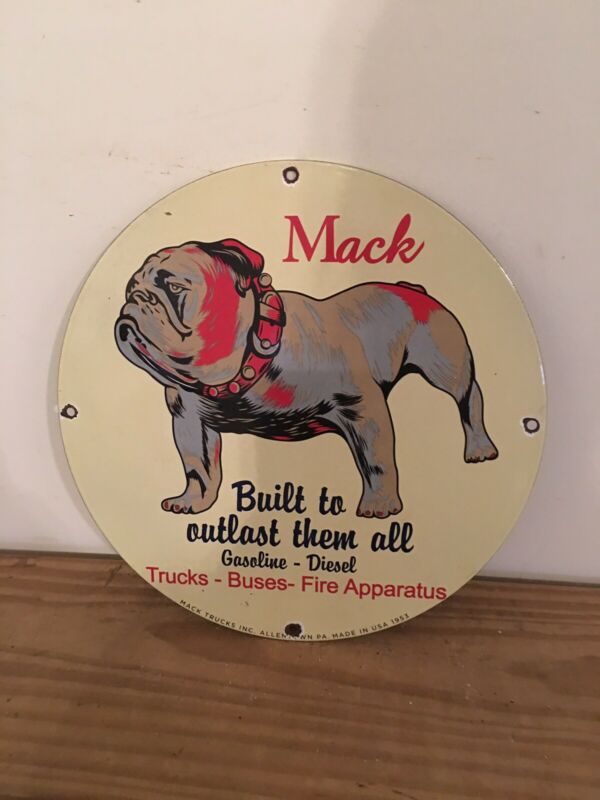 Mack
Built to
outlast them all
Gasoline - Diesel
Trucks - Buses- Fire Apparatus
MACK TRUCKS INC. ALLENTOWN PA. MADE IN USA 1953